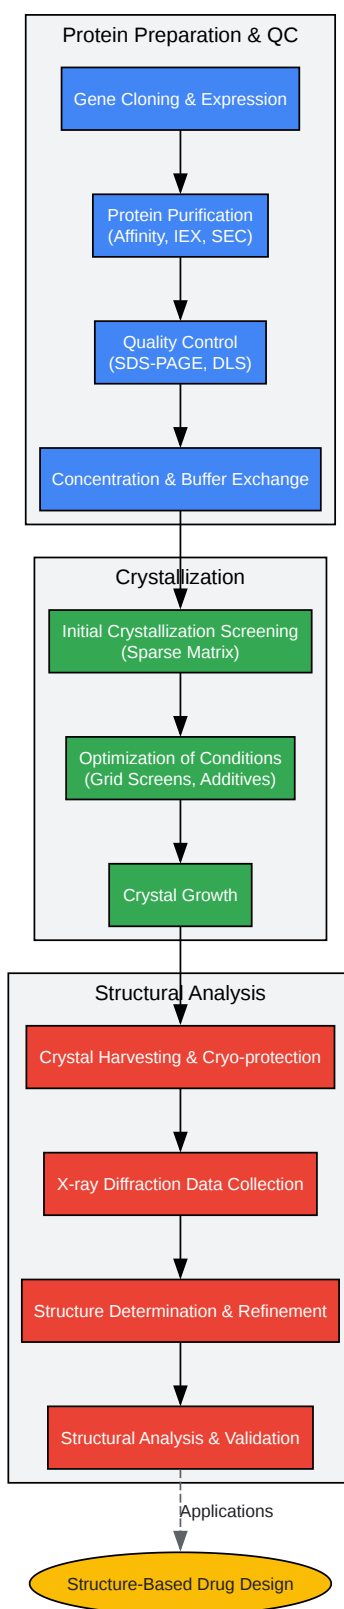 Protein Preparation & QC
Gene Cloning & Expression
Protein Purification
(Affinity, IEX, SEC)
Quality Control
(SDS-PAGE, DLS)
Concentration & Buffer Exchange
Crystallization
Initial Crystallization Screening
(Sparse Matrix)
Optimization of Conditions
(Grid Screens, Additives)
Crystal Growth
Structural Analysis
Crystal Harvesting & Cryo-protection
X-ray Diffraction Data Collection
Structure Determination & Refinement
Structural Analysis & Validation
Applications
Structure-Based Drug Design